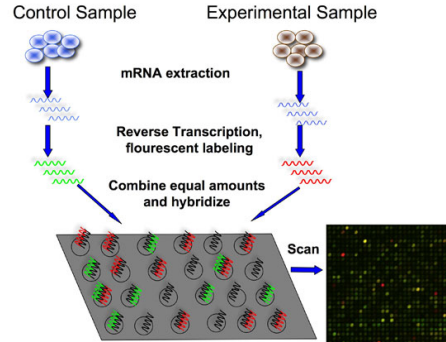 Control Sample
Experimental Sample
mRNA extraction
Reverse Transcription,
flourescent labeling
Combine equal amounts
and hybridize
Scan